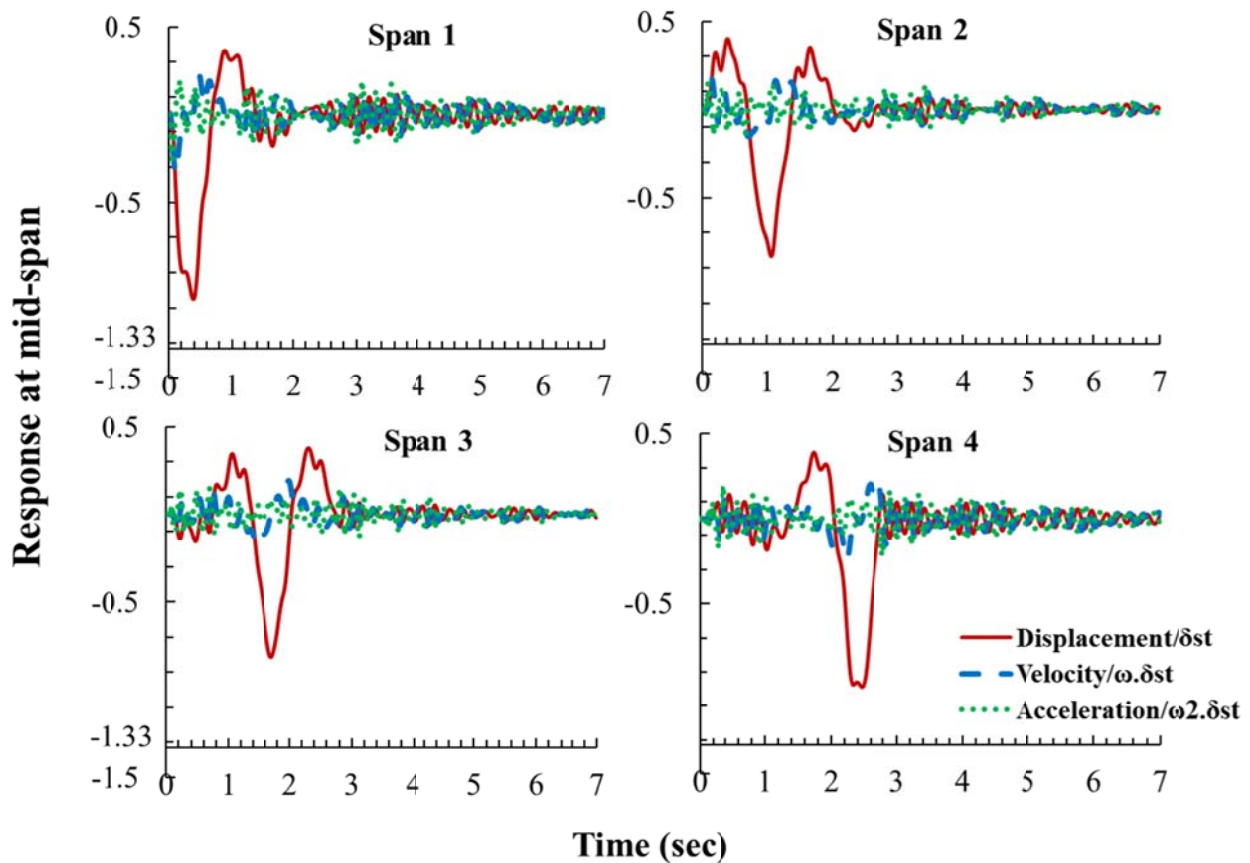 Response at mid-span
Span 1
0.5
-0.5
-1.33
-1.5
0 1 2 3 4 5 6 7
Span 2
0.5
-0.5
0 1 2 3 4 5 6 7
Span 3
0.5
-0.5
-1.33
-1.5
0 1 2 3 4 5 6 7
Span 4
0.5
-0.5
Displacement/δst
Velocity/ω.δst
Acceleration/ω2.δst
0 1 2 3 4 5 6 7
Time (sec)